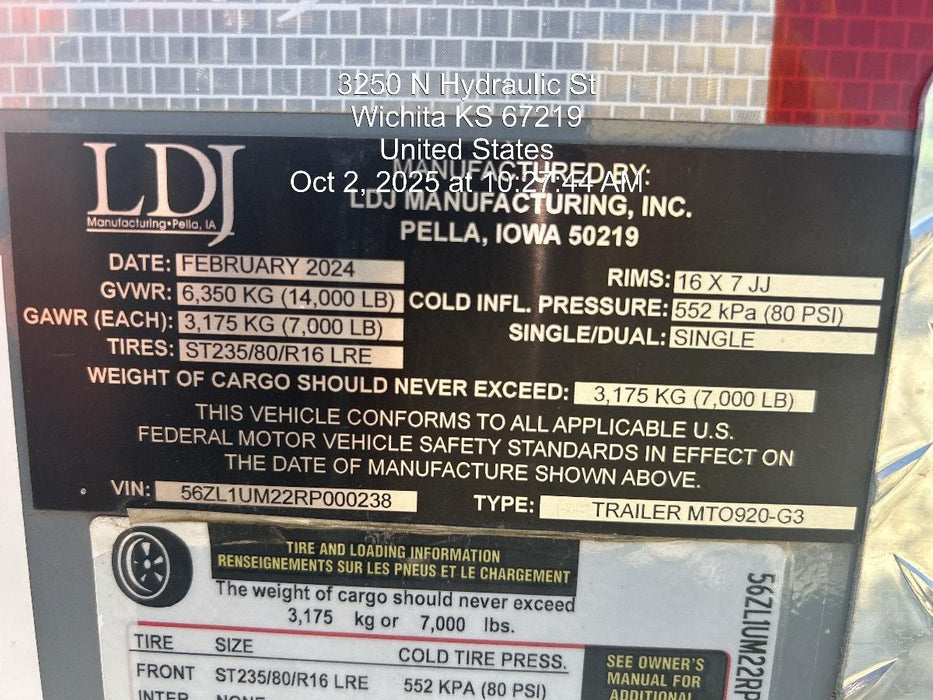 3250 N Hydraulic St
Wichita KS 67219
United States
Oct 2, 2025 at 10:27:44 AM
LDJ
Manufacturing•Pella, IA
MANUFACTURED BY:
LDJ MANUFACTURING, INC.
PELLA, IOWA 50219
DATE: FEBRUARY 2024
GVWR: 6,350 KG (14,000 LB)
GAWR (EACH): 3,175 KG (7,000 LB)
TIRES: ST235/80/R16 LRE
RIMS: 16 X 7 JJ
COLD INFL. PRESSURE: 552 kPa (80 PSI)
SINGLE/DUAL: SINGLE
WEIGHT OF CARGO SHOULD NEVER EXCEED: 3,175 KG (7,000 LB)
THIS VEHICLE CONFORMS TO ALL APPLICABLE U.S.
FEDERAL MOTOR VEHICLE SAFETY STANDARDS IN EFFECT ON
THE DATE OF MANUFACTURE SHOWN ABOVE.
VIN: 56ZL1UM22RP000238 TYPE: TRAILER MTO920-G3
TIRE AND LOADING INFORMATION
RENSEIGNEMENTS SUR LES PNEUS ET LE CHARGEMENT
The weight of cargo should never exceed
3,175 kg or 7,000 lbs.
TIRE SIZE COLD TIRE PRESS.
FRONT ST235/80/R16 LRE 552 KPA (80 PSI)
SEE OWNER'S
MANUAL FOR
ADDITIONAL
56ZL1UM22RP